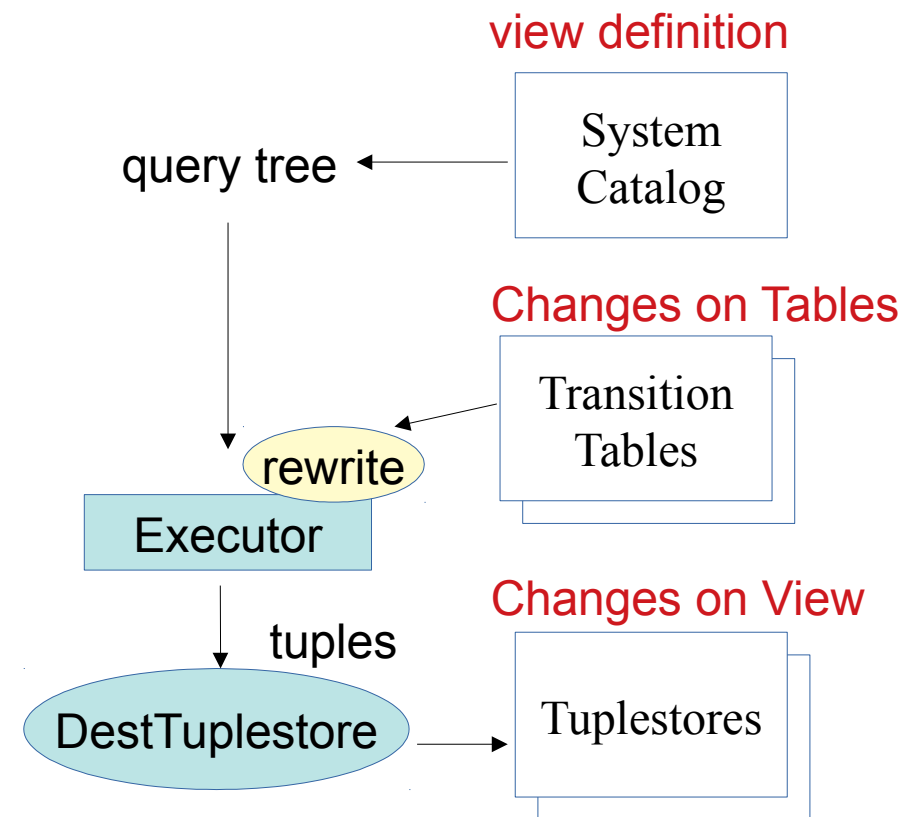 view definition
System
Catalog
query tree
Changes on Tables
Transition
Tables
rewrite
Executor
Changes on View
tuples
Tuplestores
DestTuplestore